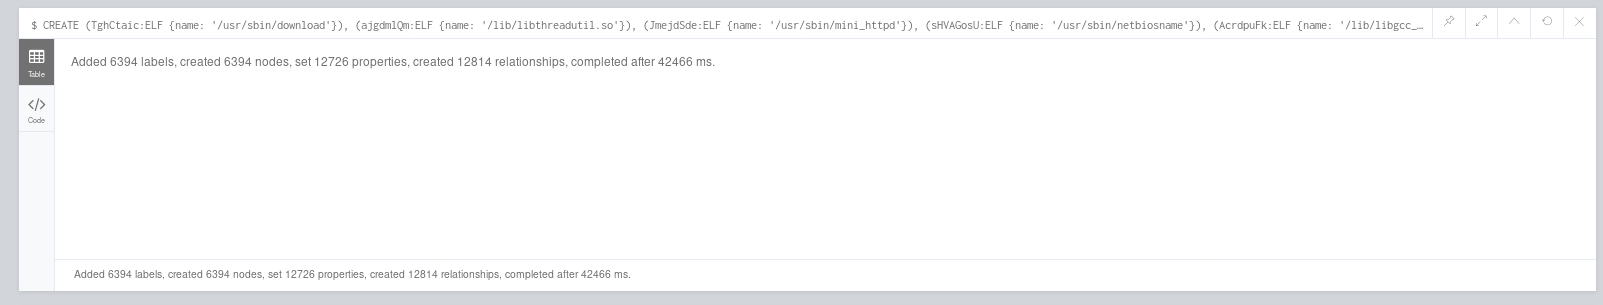 $ CREATE (TghCtaic:ELF {name: '/usr/sbin/download'}), (ajgdmlQm:ELF {name: '/lib/libthreadutil.so'}), (JmejdSde:ELF {name: '/usr/sbin/mini_httpd'}), (sHVAGosU:ELF {name: '/usr/sbin/netbiosname'}), (AcrdpuFk:ELF {name: '/lib/libgcc_…
Table
Added 6394 labels, created 6394 nodes, set 12726 properties, created 12814 relationships, completed after 42466 ms.
Code
Added 6394 labels, created 6394 nodes, set 12726 properties, created 12814 relationships, completed after 42466 ms.